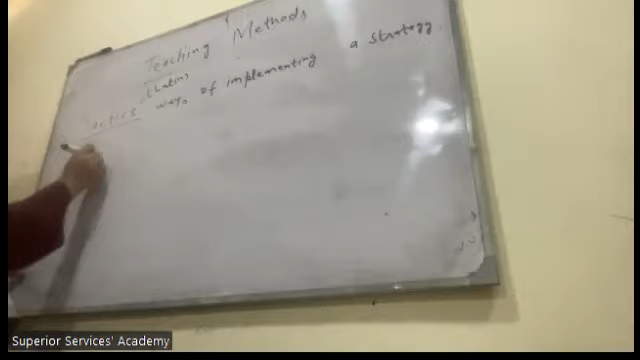 Teaching Methods
Tactics ways of implementing a strategy.
Superior Services' Academy